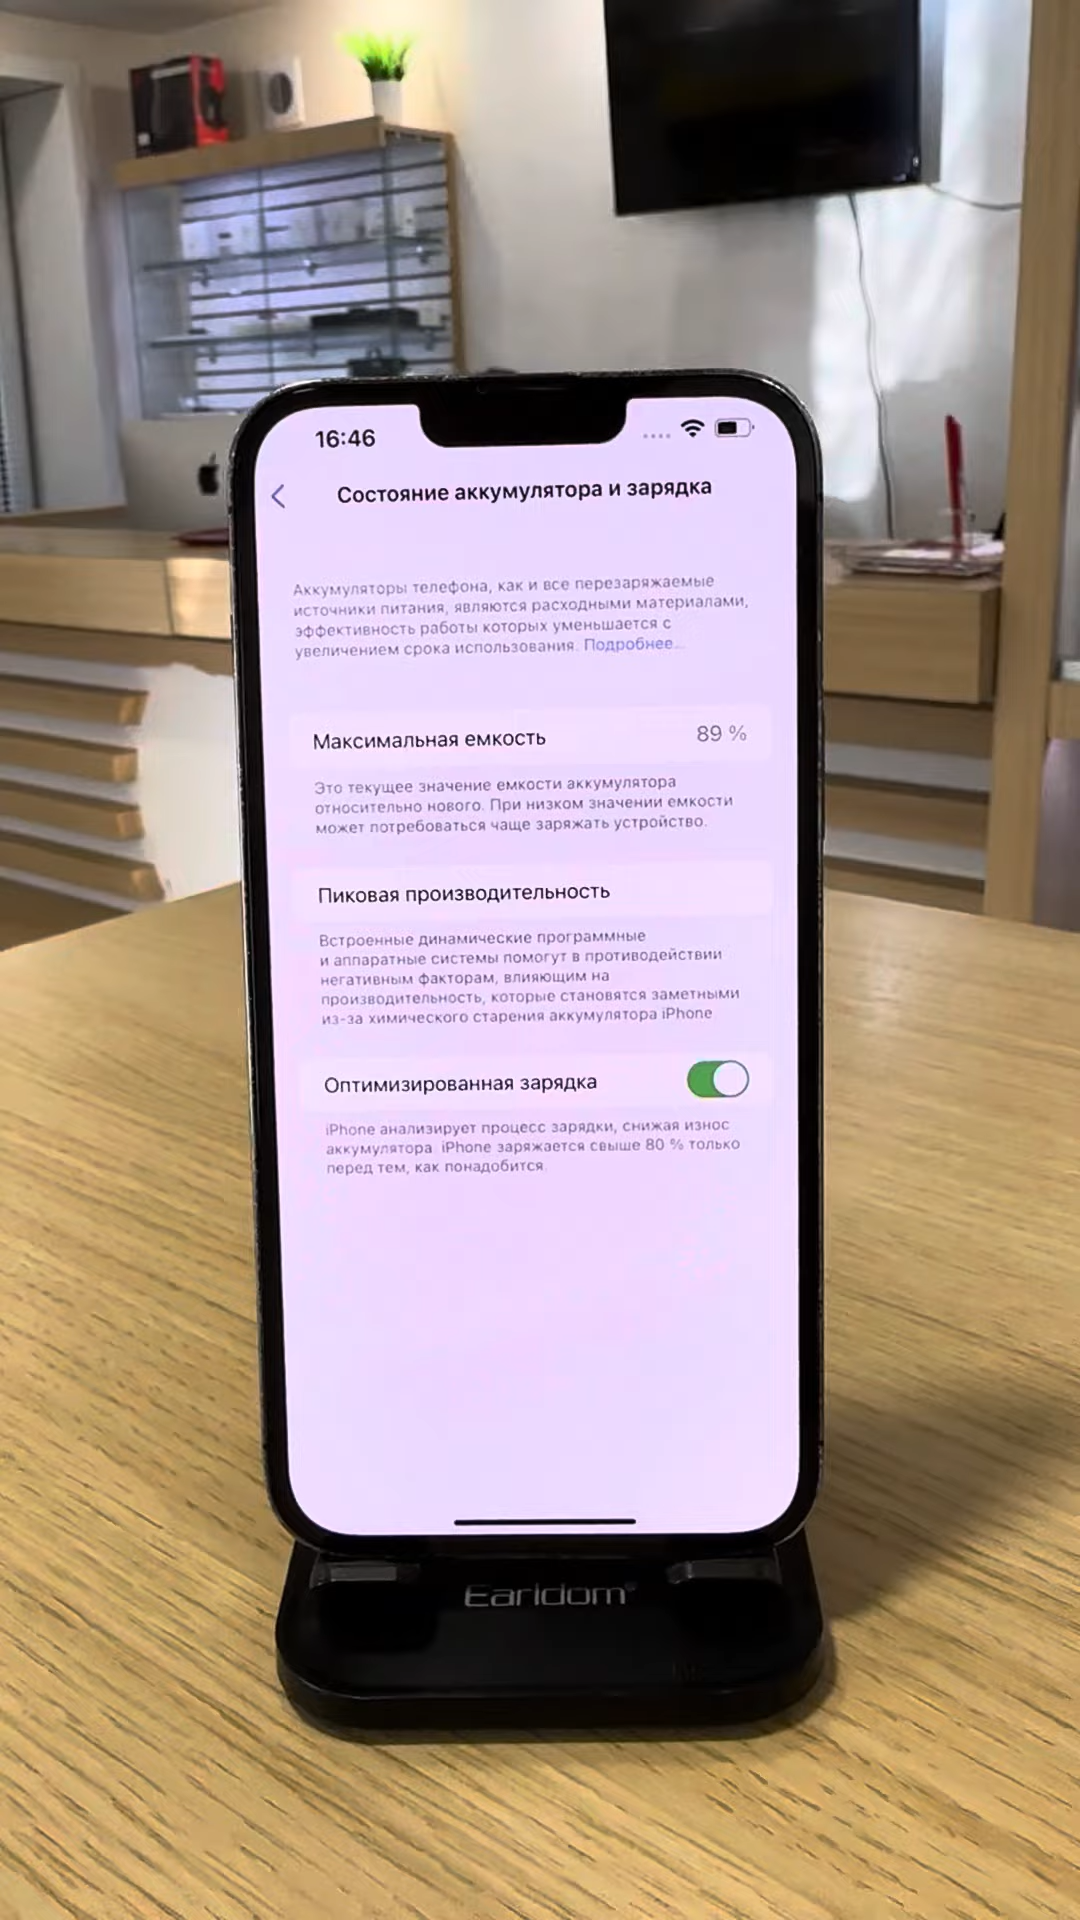 16:46
Состояние аккумулятора и зарядка
Аккумуляторы телефона, как и все перезаряжаемые
источники питания, являются расходными материалами,
эффективность работы которых уменьшается с
увеличением срока использования. Подробнее...
Максимальная емкость 89 %
Это текущее значение емкости аккумулятора
относительно нового. При низком значении емкости
может потребоваться чаще заряжать устройство.
Пиковая производительность
Встроенные динамические программные
и аппаратные системы помогут в противодействии
негативным факторам, влияющим на
производительность, которые становятся заметными
из-за химического старения аккумулятора iPhone
Оптимизированная зарядка
iPhone анализирует процесс зарядки, снижая износ
аккумулятора. iPhone заряжается свыше 80 % только
перед тем, как понадобится.
Earldom